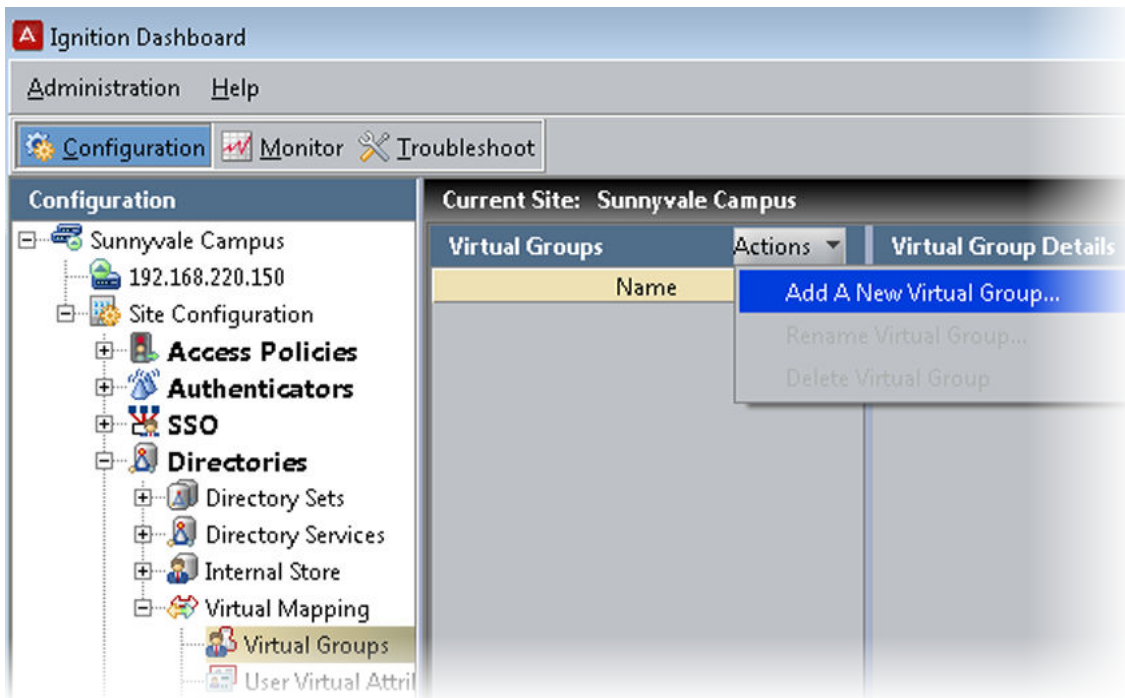 Ignition Dashboard
Administration Help
Configuration Monitor Troubleshoot
Configuration
Current Site: Sunnyvale Campus
Sunnyvale Campus
192.168.220.150
Site Configuration
Access Policies
Authenticators
SSO
Directories
Directory Sets
Directory Services
Internal Store
Virtual Mapping
Virtual Groups
User Virtual Attri
Virtual Groups Actions
Name
Add A New Virtual Group...
Rename Virtual Group...
Delete Virtual Group
Virtual Group Details